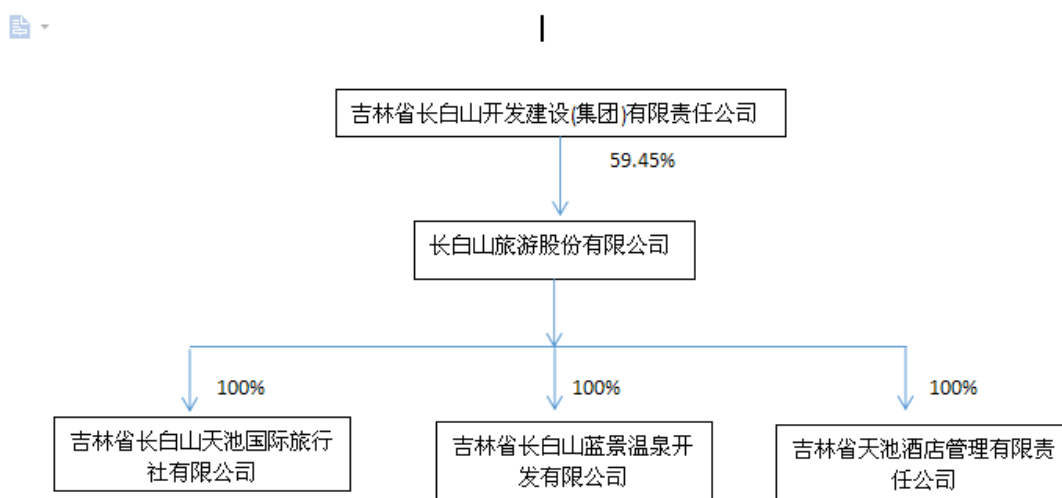 吉林省长白山开发建设(集团)有限责任公司
59.45%
长白山旅游股份有限公司
100%
100%
100%
吉林省长白山天池国际旅行
社有限公司
吉林省长白山蓝景温泉开
发有限公司
吉林省天池酒店管理有限责
任公司